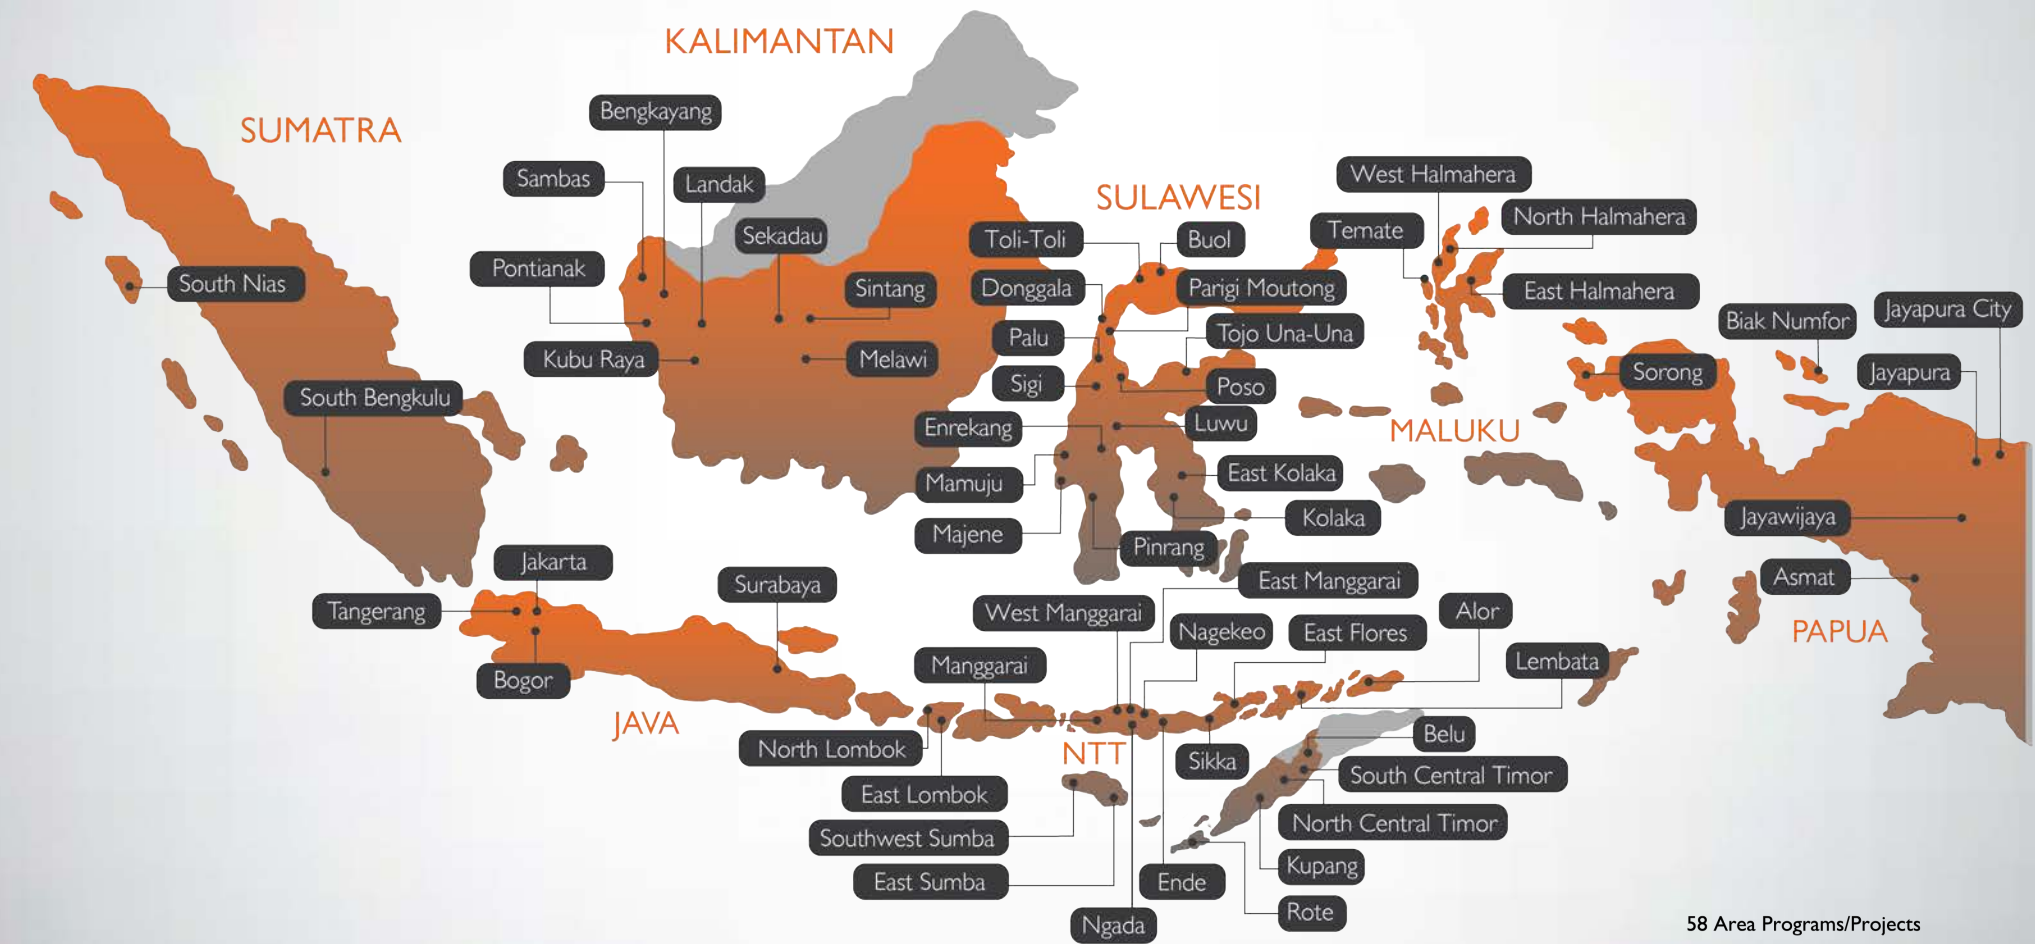 KALIMANTAN
SUMATRA
Bengkayang
Sambas
Landak
Sekadau
Pontianak
Sintang
South Nias
Kubu Raya
Melawi
South Bengkulu
SULAWESI
Toli-Toli
Buol
Donggala
Parigi Moutong
Palu
Tojo Una-Una
Sigi
Poso
Enrekang
Luwu
Mamuju
East Kolaka
Majene
Kolaka
Pinrang
West Halmahera
North Halmahera
Temate
East Halmahera
MALUKU
Biak Numfor
Jayapura City
Sorong
Jayapura
Jayawijaya
Asmat
PAPUA
Jakarta
Tangerang
Surabaya
Bogor
JAVA
East Manggarai
West Manggarai
Nagekeo
East Flores
Alor
Manggarai
Lembata
North Lombok
NTT
Sikka
Belu
East Lombok
South Central Timor
Southwest Sumba
North Central Timor
East Sumba
Ende
Kupang
Ngada
Rote
58 Area Programs/Projects